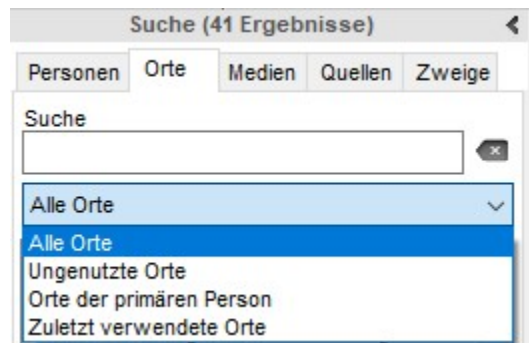 Suche (41 Ergebnisse)
Personen Orte Medien Quellen Zweige
Suche
Alle Orte
Alle Orte
Ungenutzte Orte
Orte der primären Person
Zuletzt verwendete Orte